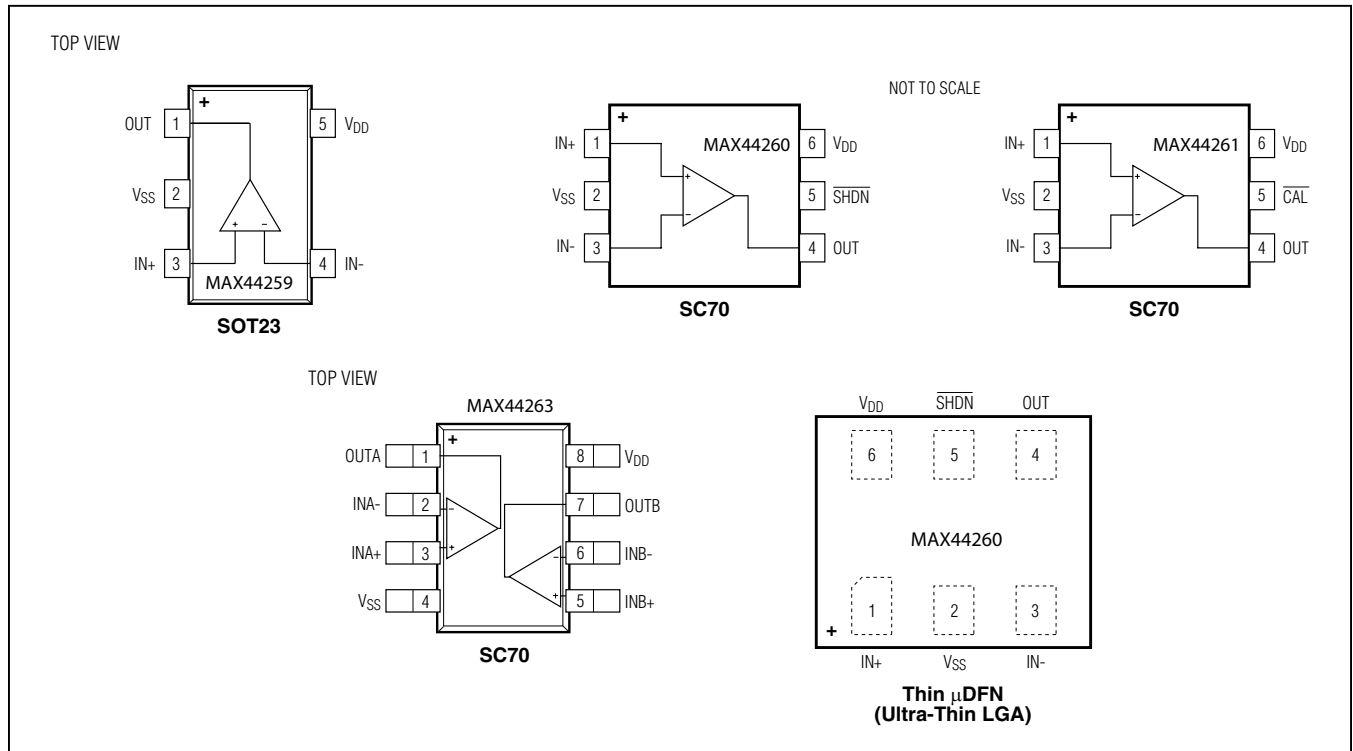 TOP VIEW
NOT TO SCALE
+
OUT 1
5 VDD
VSS 2
+ −
IN+ 3
4 IN-
MAX44259
SOT23
+
IN+ 1
MAX44260
6 VDD
+
VSS 2
5 SHDN
−
IN- 3
4 OUT
SC70
+
IN+ 1
MAX44261
6 VDD
+
VSS 2
5 CAL
−
IN- 3
4 OUT
SC70
TOP VIEW
MAX44263
+
OUTA 1
8 VDD
INA- 2 −
7 OUTB
INA+ 3 +
− 6 INB-
VSS 4
+ 5 INB+
SC70
VDD SHDN OUT
6 5 4
MAX44260
1 2 3
+
IN+ VSS IN-
Thin µDFN
(Ultra-Thin LGA)